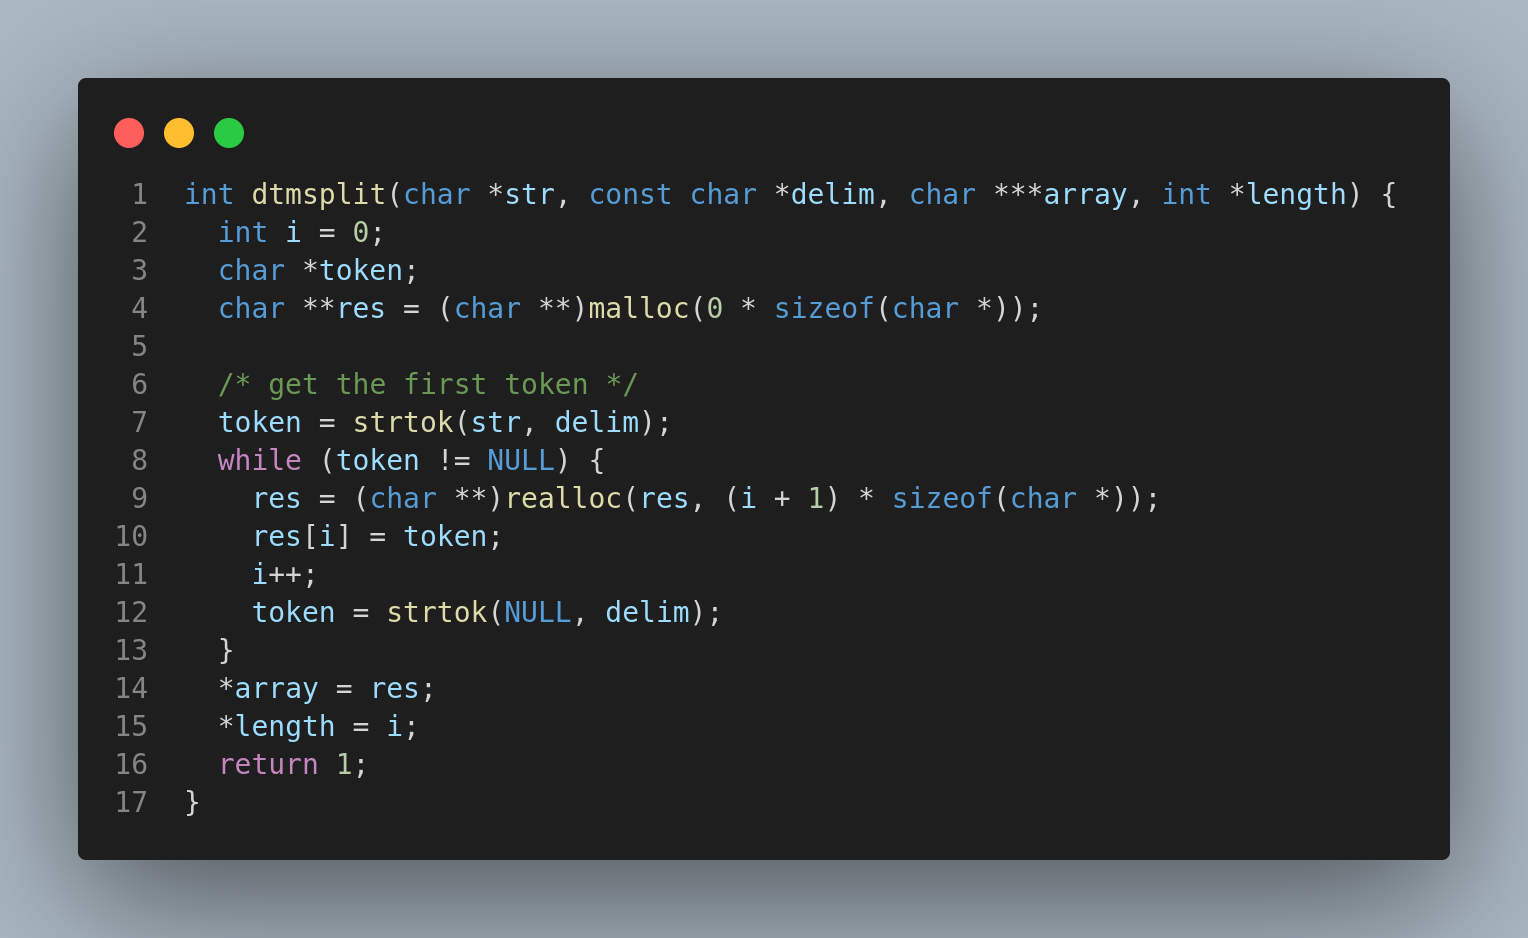 1 int dtmsplit(char *str, const char *delim, char ***array, int *length) {
2   int i = 0;
3   char *token;
4   char **res = (char **)malloc(0 * sizeof(char *));
5
6   /* get the first token */
7   token = strtok(str, delim);
8   while (token != NULL) {
9     res = (char **)realloc(res, (i + 1) * sizeof(char *));
10     res[i] = token;
11     i++;
12     token = strtok(NULL, delim);
13   }
14   *array = res;
15   *length = i;
16   return 1;
17 }